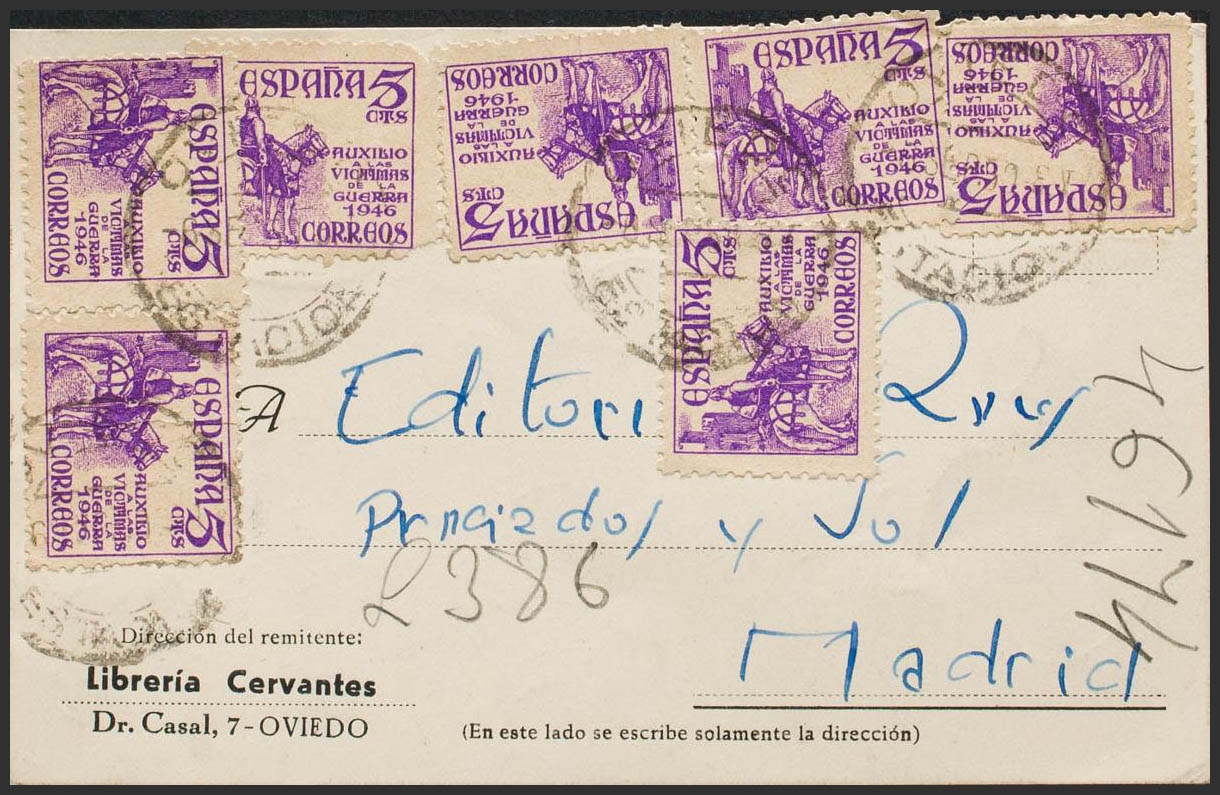 ESPAÑA 5 CTS
AUXILIO
A LAS
VICTIMAS
DE LA
GUERRA
1946
CORREOS
ESPAÑA 5 CTS
AUXILIO
A LAS
VICTIMAS
DE LA
GUERRA
1946
CORREOS
ESPAÑA 5 CTS
AUXILIO
A LAS
VICTIMAS
DE LA
GUERRA
1946
CORREOS
ESPAÑA 5 CTS
AUXILIO
A LAS
VICTIMAS
DE LA
GUERRA
1946
CORREOS
ESPAÑA 5 CTS
AUXILIO
A LAS
VICTIMAS
DE LA
GUERRA
1946
CORREOS
ESPAÑA 5 CTS
AUXILIO
A LAS
VICTIMAS
DE LA
GUERRA
1946
CORREOS
ESPAÑA 5 CTS
AUXILIO
A LAS
VICTIMAS
DE LA
GUERRA
1946
CORREOS
A Editori
y Sol
2386
Madrid
Dirección del remitente:
Librería Cervantes
Dr. Casal, 7-OVIEDO
(En este lado se escribe solamente la dirección)